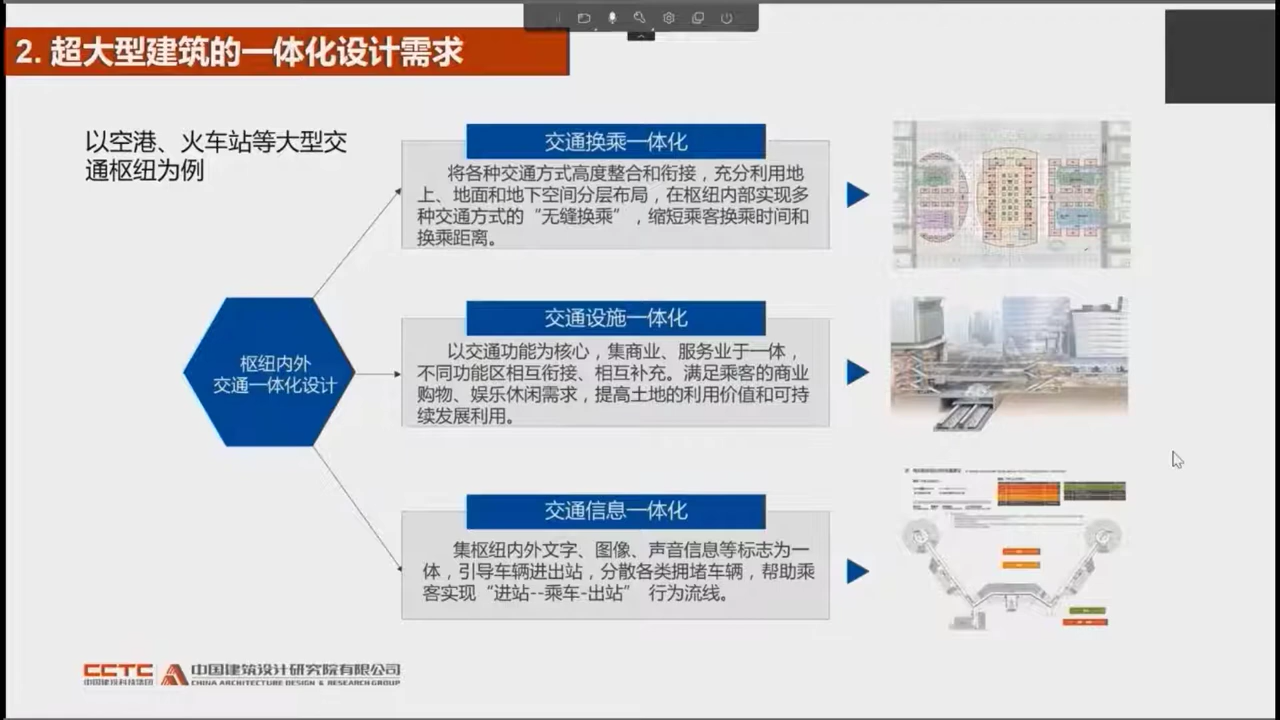 2. 超大型建筑的一体化设计需求
以空港、火车站等大型交
通枢纽为例
枢纽内外
交通一体化设计
交通换乘一体化
将各种交通方式高度整合和衔接，充分利用地
上、地面和地下空间分层布局，在枢纽内部实现多
种交通方式的“无缝换乘”，缩短乘客换乘时间和
换乘距离。
交通设施一体化
以交通功能为核心，集商业、服务业于一体，
不同功能区相互衔接、相互补充。满足乘客的商业
购物、娱乐休闲需求，提高土地的利用价值和可持
续发展利用。
交通信息一体化
集枢纽内外文字、图像、声音信息等标志为一
体，引导车辆进出站，分散各类拥堵车辆，帮助乘
客实现“进站--乘车-出站” 行为流线。
CCTC
中国建设科技集团
中国建筑设计研究院有限公司
CHINA ARCHITECTURE DESIGN & RESEARCH GROUP